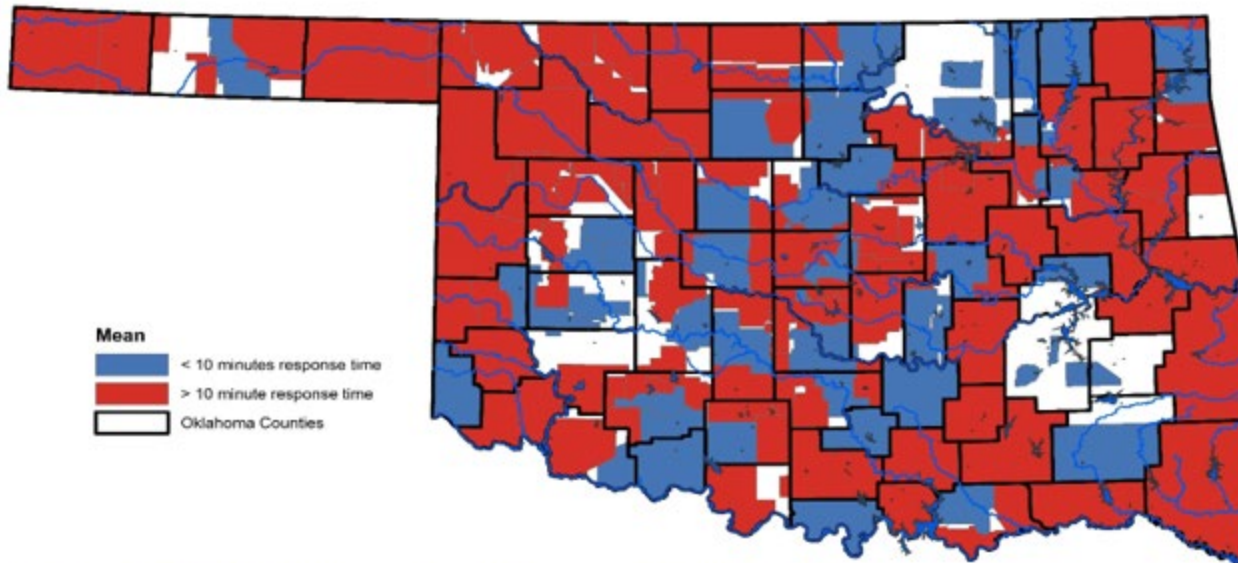 Mean
< 10 minutes response time
> 10 minute response time
Oklahoma Counties